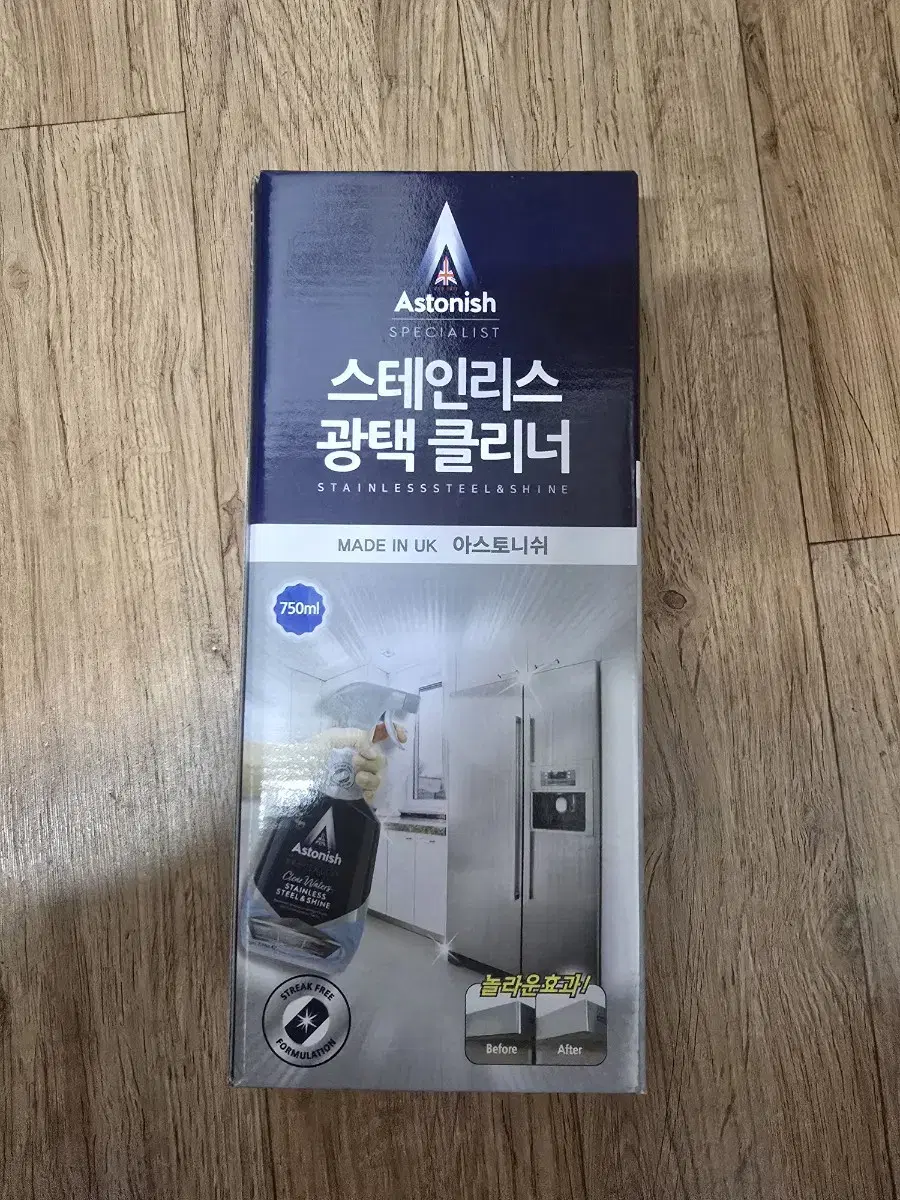 Astonish
SPECIALIST
스테인리스
광택 클리너
STAINLESSSTEEL&SHINE
MADE IN UK 아스토니쉬
750ml
Astonish
Clear Waters
STAINLESS
STEEL&SHINE
STREAK FREE
FORMULATION
놀라운효과!
Before After